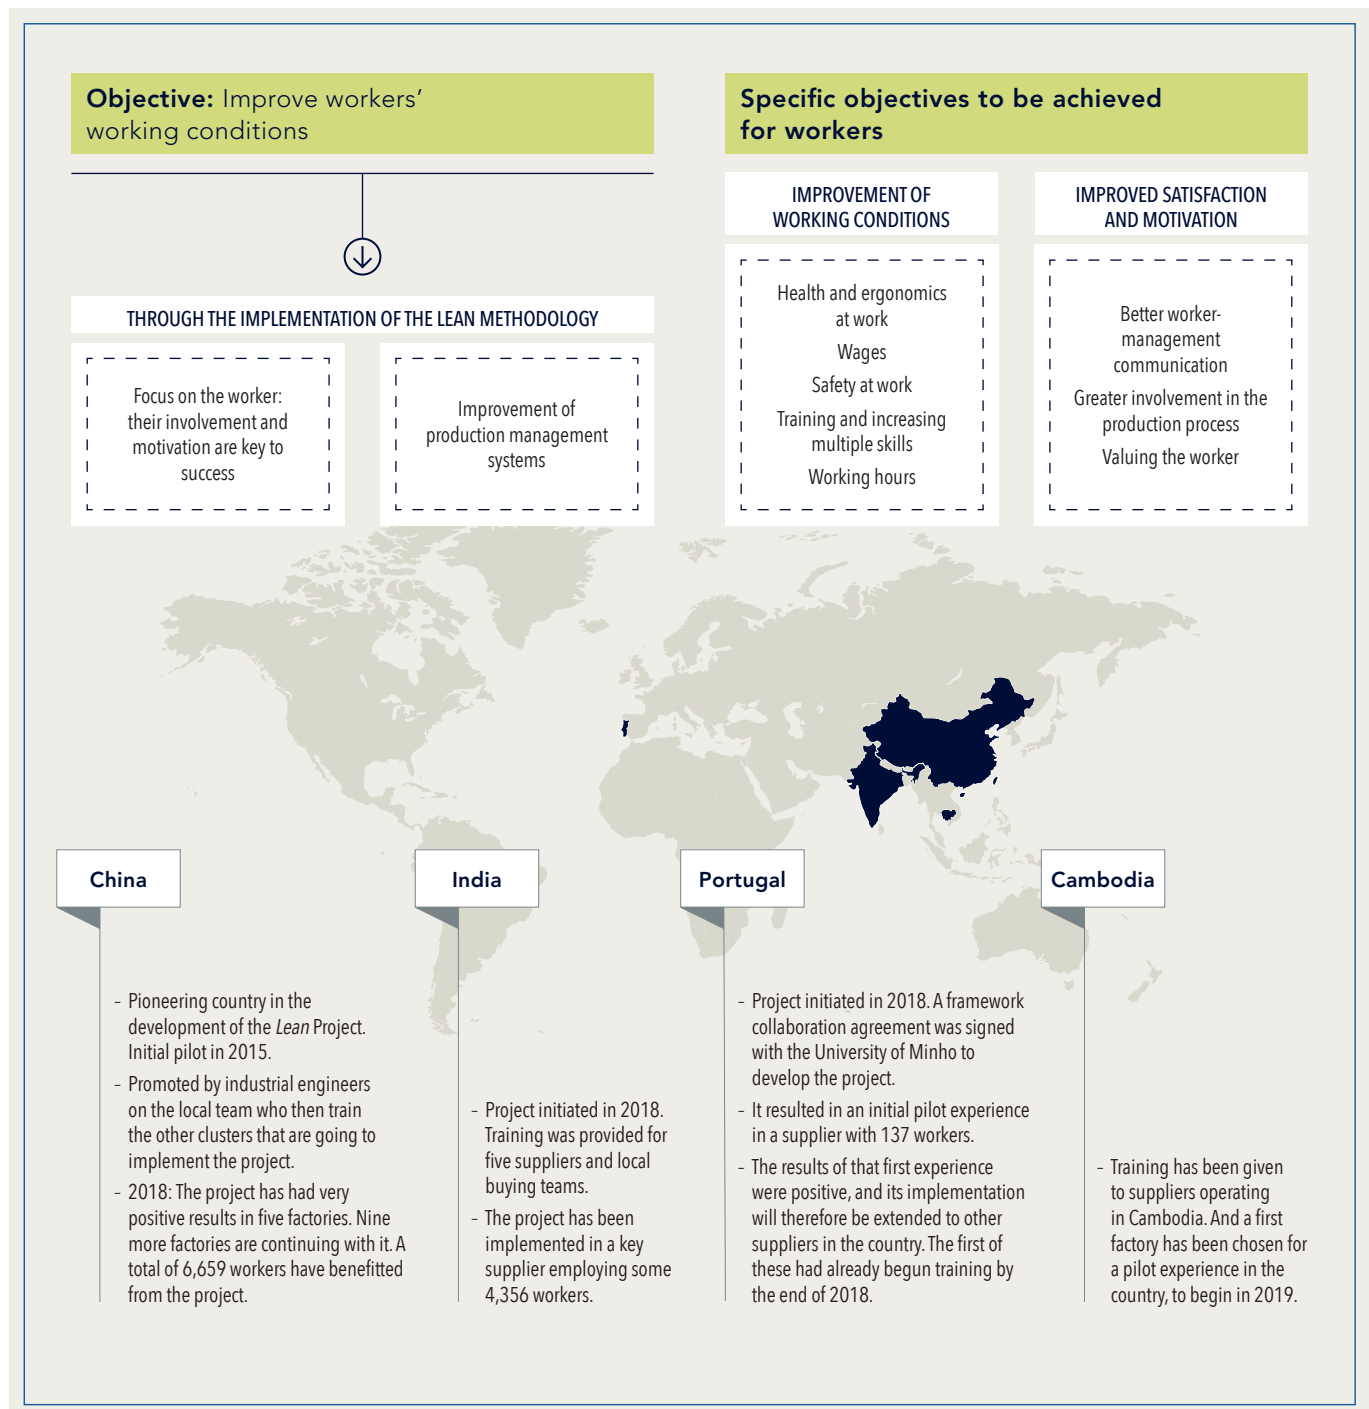 Objective: Improve workers’
working conditions
THROUGH THE IMPLEMENTATION OF THE LEAN METHODOLOGY
Focus on the worker:
their involvement and
motivation are key to
success
Improvement of
production management
systems
Specific objectives to be achieved
for workers
IMPROVEMENT OF
WORKING CONDITIONS
Health and ergonomics
at work
Wages
Safety at work
Training and increasing
multiple skills
Working hours
IMPROVED SATISFACTION
AND MOTIVATION
Better worker-
management
communication
Greater involvement in the
production process
Valuing the worker
China
– Pioneering country in the
development of the Lean Project.
Initial pilot in 2015.
– Promoted by industrial engineers
on the local team who then train
the other clusters that are going to
implement the project.
– 2018: The project has had very
positive results in five factories. Nine
more factories are continuing with it. A
total of 6,659 workers have benefitted
from the project.
India
– Project initiated in 2018.
Training was provided for
five suppliers and local
buying teams.
– The project has been
implemented in a key
supplier employing some
4,356 workers.
Portugal
– Project initiated in 2018. A framework
collaboration agreement was signed
with the University of Minho to
develop the project.
– It resulted in an initial pilot experience
in a supplier with 137 workers.
– The results of that first experience
were positive, and its implementation
will therefore be extended to other
suppliers in the country. The first of
these had already begun training by
the end of 2018.
Cambodia
– Training has been given
to suppliers operating
in Cambodia. And a first
factory has been chosen for
a pilot experience in the
country, to begin in 2019.